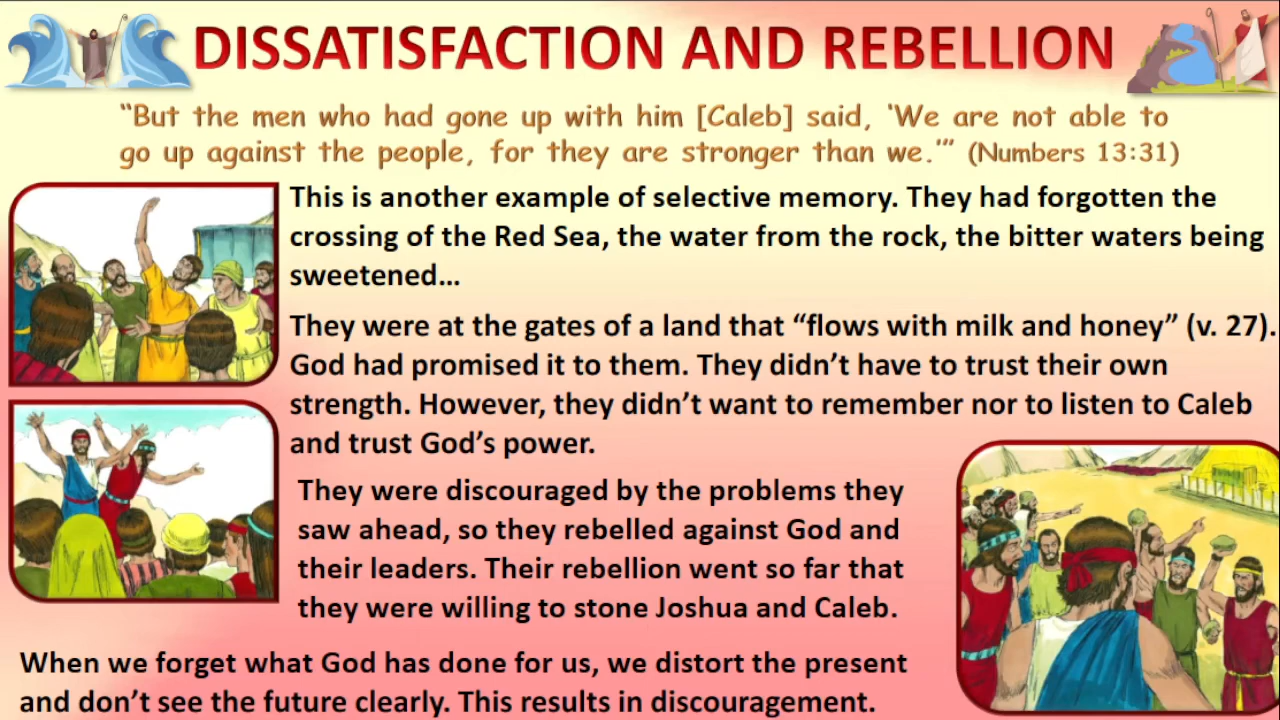 DISSATISFACTION AND REBELLION
“But the men who had gone up with him [Caleb] said, ‘We are not able to
go up against the people, for they are stronger than we.’” (Numbers 13:31)
This is another example of selective memory. They had forgotten the
crossing of the Red Sea, the water from the rock, the bitter waters being
sweetened…
They were at the gates of a land that “flows with milk and honey” (v. 27).
God had promised it to them. They didn’t have to trust their own
strength. However, they didn’t want to remember nor to listen to Caleb
and trust God’s power.
They were discouraged by the problems they
saw ahead, so they rebelled against God and
their leaders. Their rebellion went so far that
they were willing to stone Joshua and Caleb.
When we forget what God has done for us, we distort the present
and don’t see the future clearly. This results in discouragement.